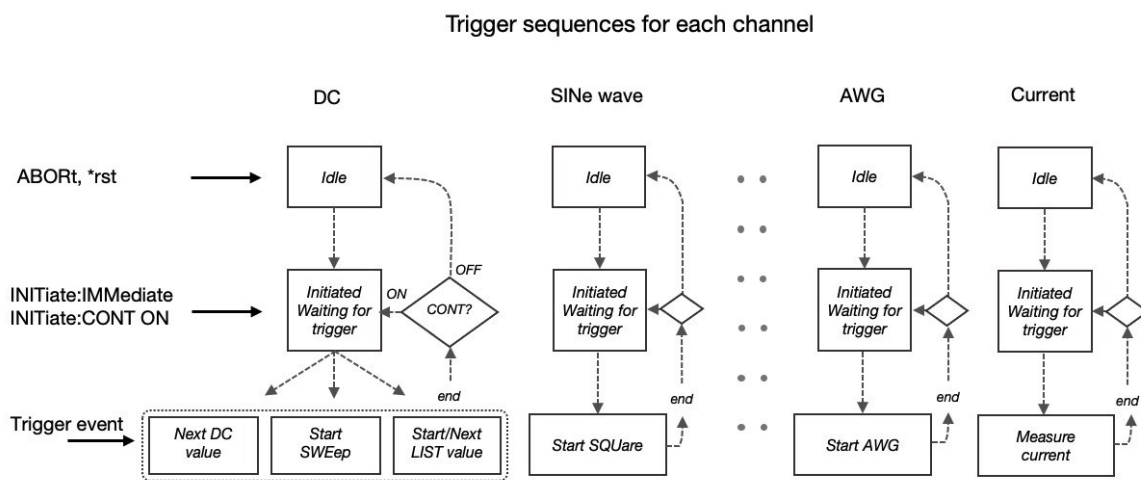 Trigger sequences for each channel
DC
SINe wave
AWG
Current
ABORt, *rst
Idle
Idle
Idle
Idle
INITiate:IMMediate
INITiate:CONT ON
Initiated
Waiting for
trigger
ON
CONT?
OFF
Initiated
Waiting for
trigger
Initiated
Waiting for
trigger
Initiated
Waiting for
trigger
end
end
end
end
Trigger event
Next DC
value
Start
SWEep
Start/Next
LIST value
Start SQUare
Start AWG
Measure
current